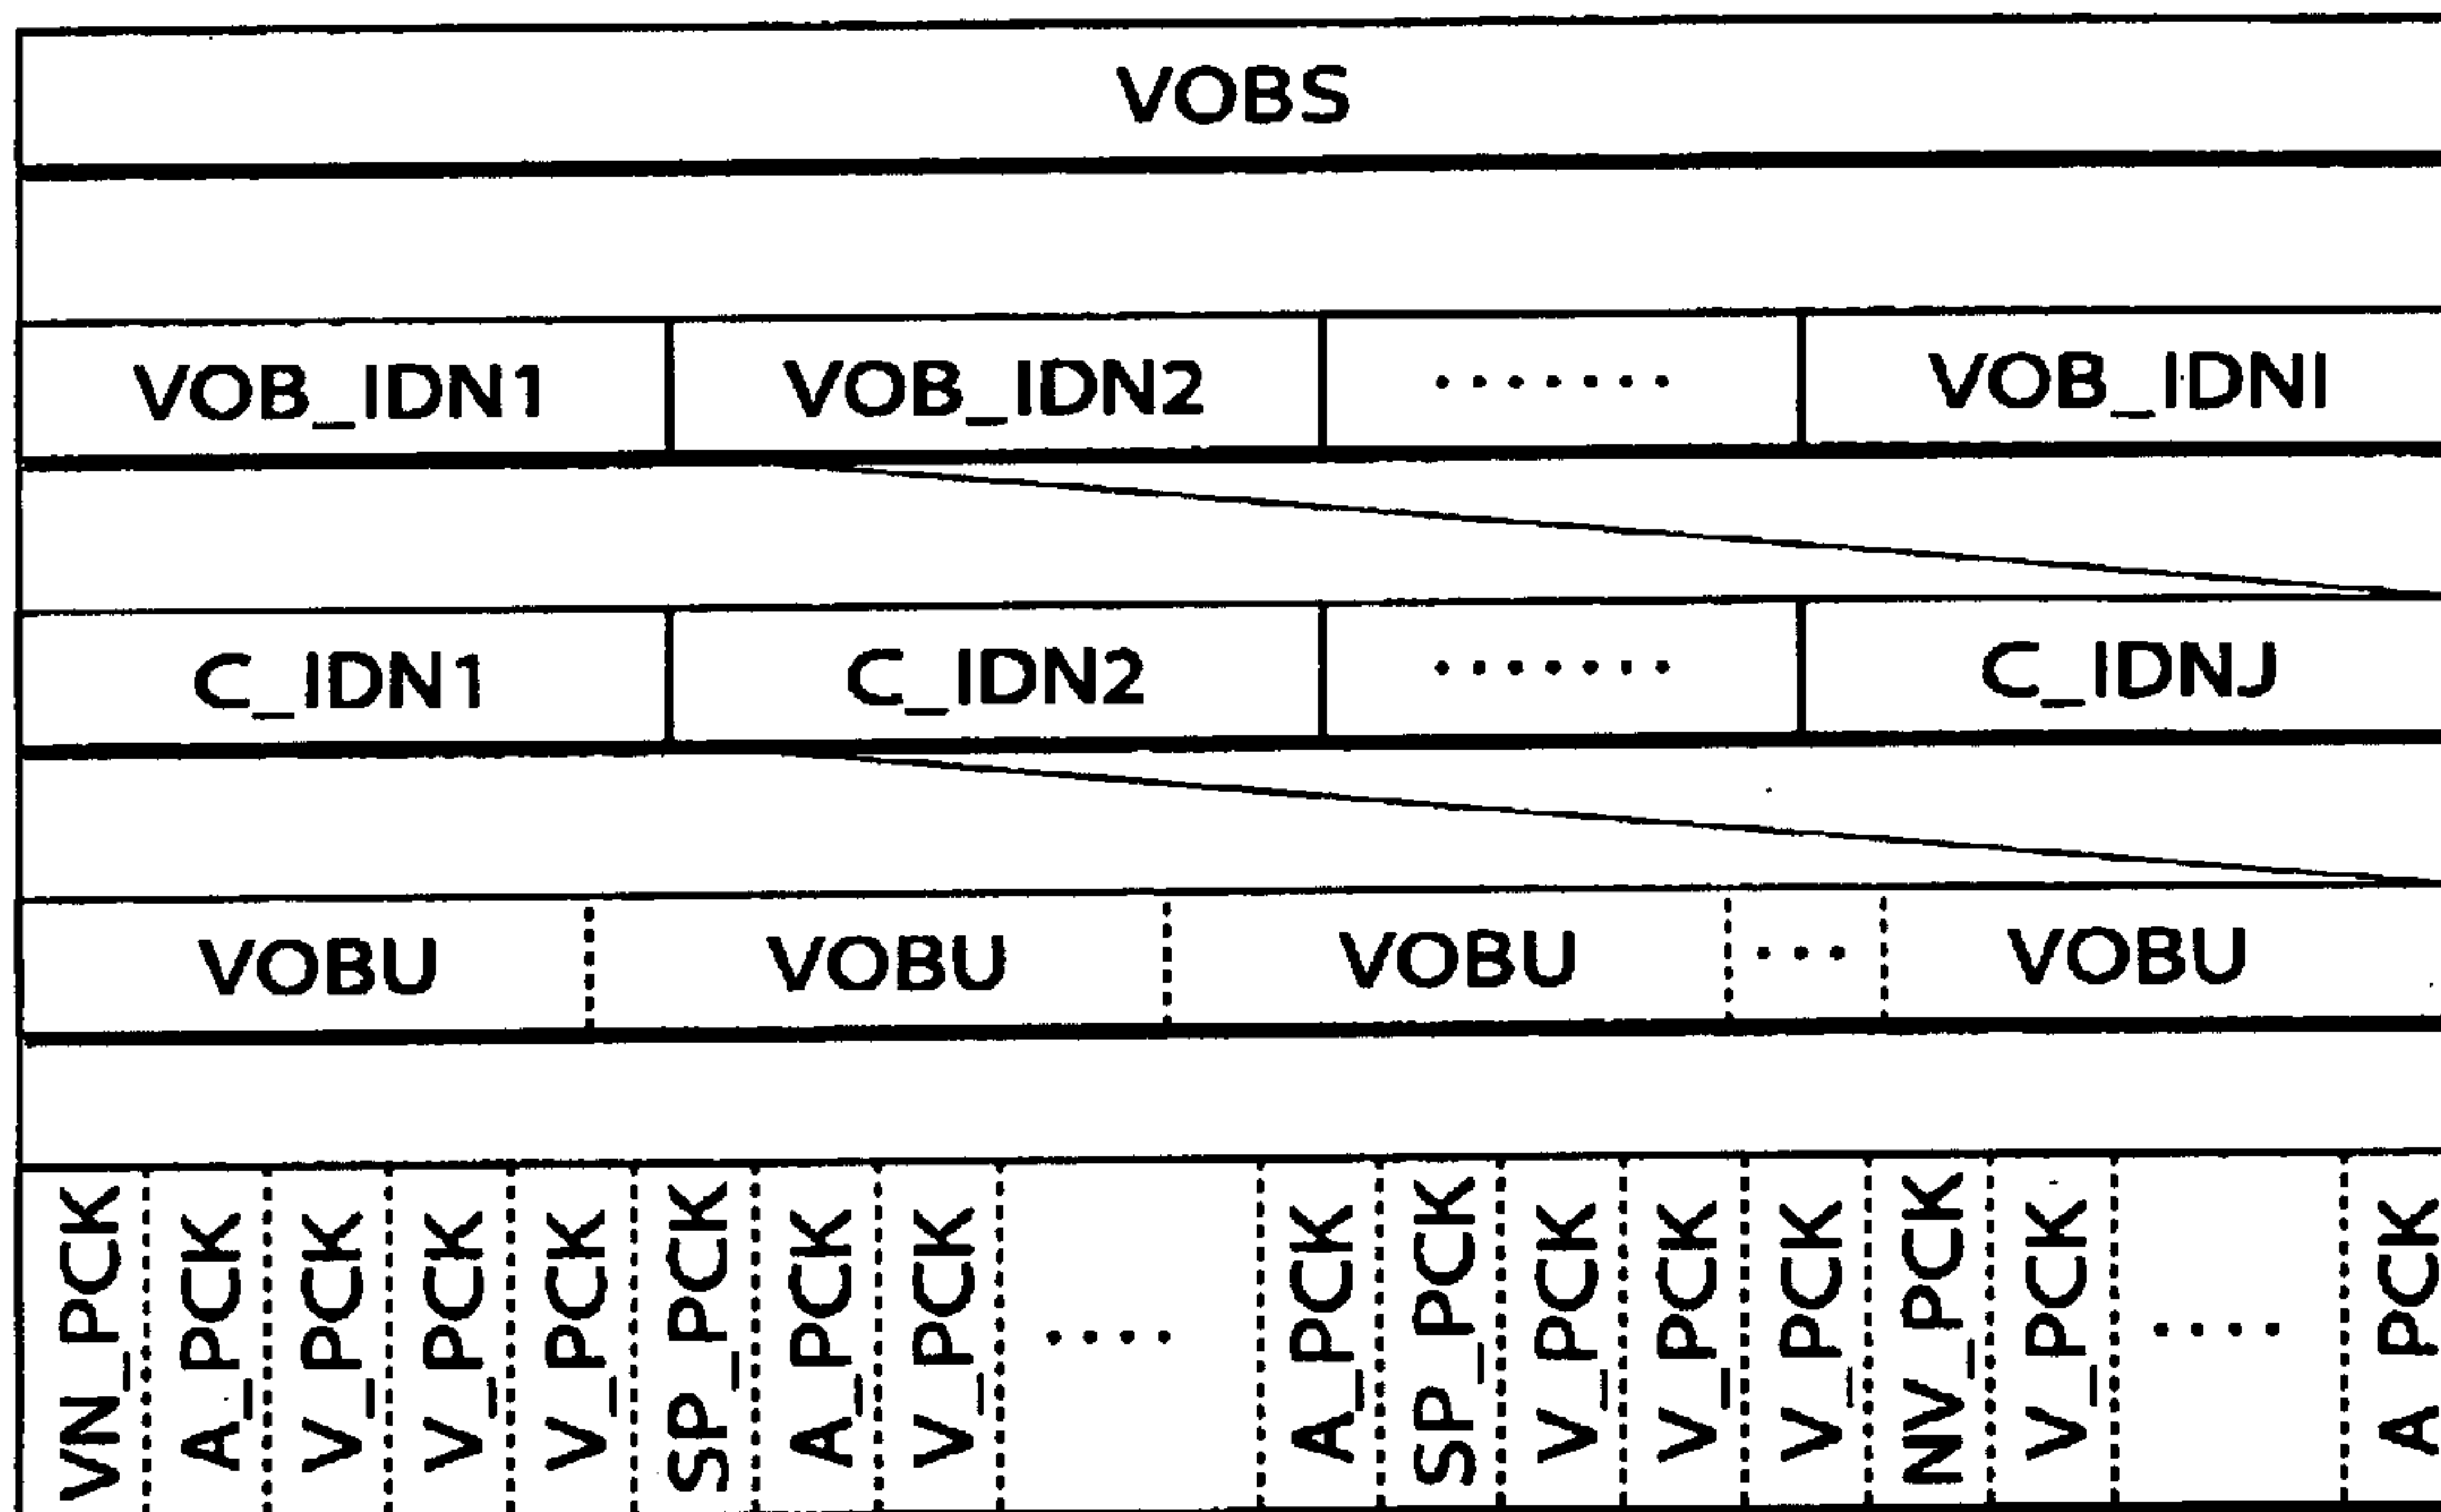 VOBS
VOB_IDN1 VOB_IDN2 ······· VOB_IDNI
C_IDN1 C_IDN2 ······· C_IDNJ
VOBU VOBU VOBU ··· VOBU
VN_PCK A_PCK V_PCK V_PCK V_PCK SP_PCK A_PCK V_PCK ···· A_PCK SP_PCK V_PCK V_PCK V_PCK NV_PCK V_PCK ···· A PCK